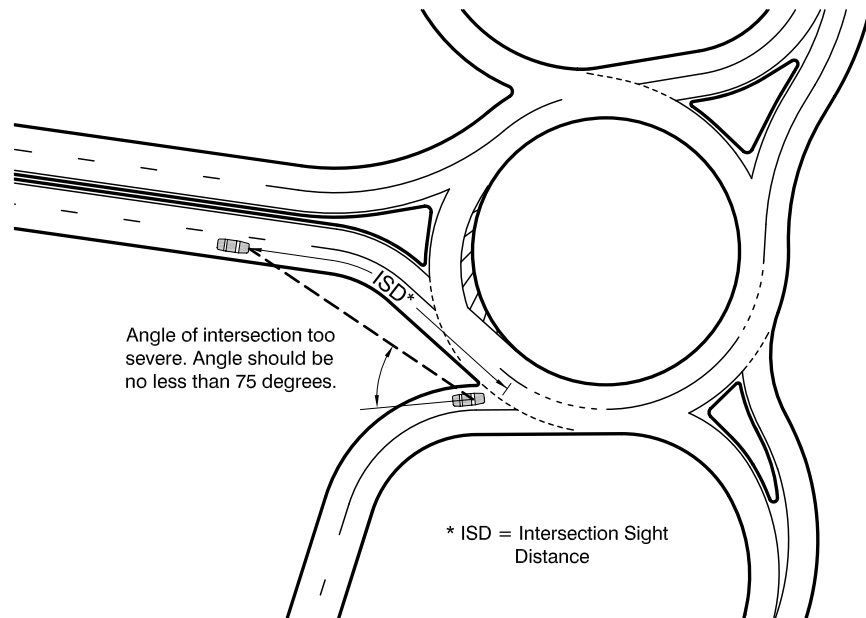 ISD*
Angle of intersection too
severe. Angle should be
no less than 75 degrees.
* ISD = Intersection Sight
Distance